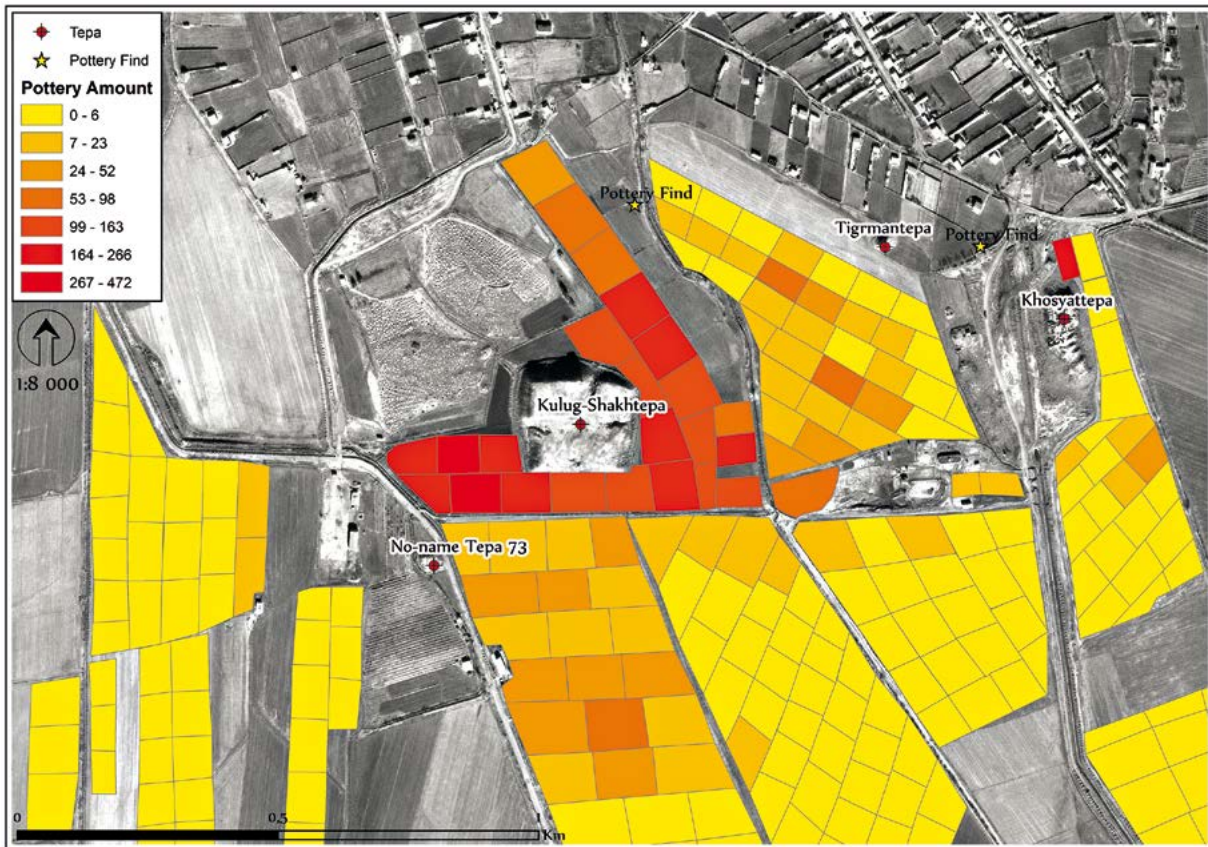 Tepa
Pottery Find
Pottery Amount
0 - 6
7 - 23
24 - 52
53 - 98
99 - 163
164 - 266
267 - 472
1:8 000
Pottery Find
Tigrmantepa
Pottery Find
Khosyattepa
Kulug-Shakhtepa
No-name Tepa 73
0
0.5
1
Km